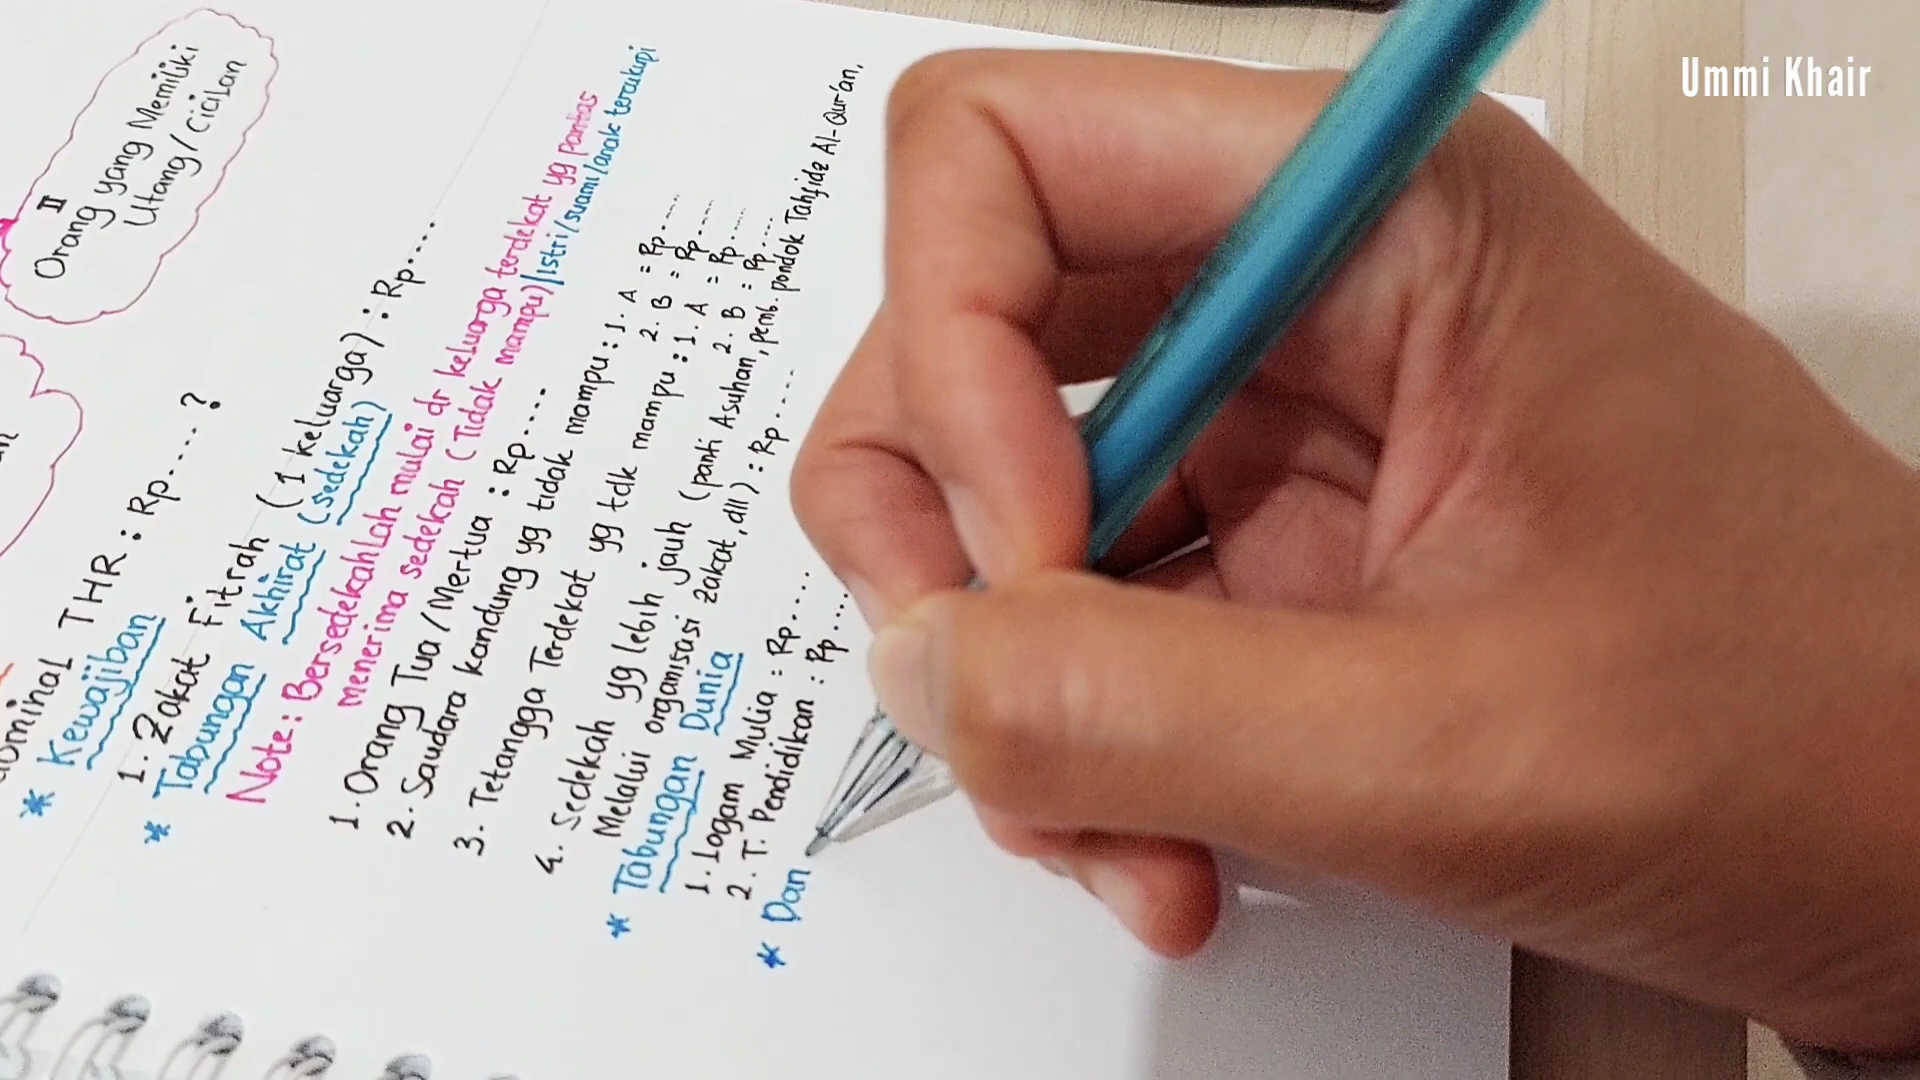 Ummi Khair
II
Orang yang Memiliki
Utang/cicilan
Nominal THR : Rp.....?
* Kewajiban
1. Zakat Fitrah (1 keluarga) : Rp....
* Tabungan Akhirat (sedekah)
Note: Bersedekahlah mulai dr keluarga terdekat yg pantas
menerima sedekah (Tidak mampu)/istri/suami/anak tercukupi
1. Orang Tua/Mertua : Rp....
2. Saudara kandung yg tidak mampu : 1. A = Rp.....
2. B = Rp.....
3. Tetangga Terdekat yg tdk mampu : 1. A = Rp.....
2. B = Rp.....
4. Sedekah yg lebih jauh (panti Asuhan, pemb. pondok Tahfidz Al-Qur'an,
Melalui organisasi zakat, dll) : Rp.....
* Tabungan Dunia
1. Logam Mulia = Rp.....
2. T. Pendidikan : Rp.....
* Dan